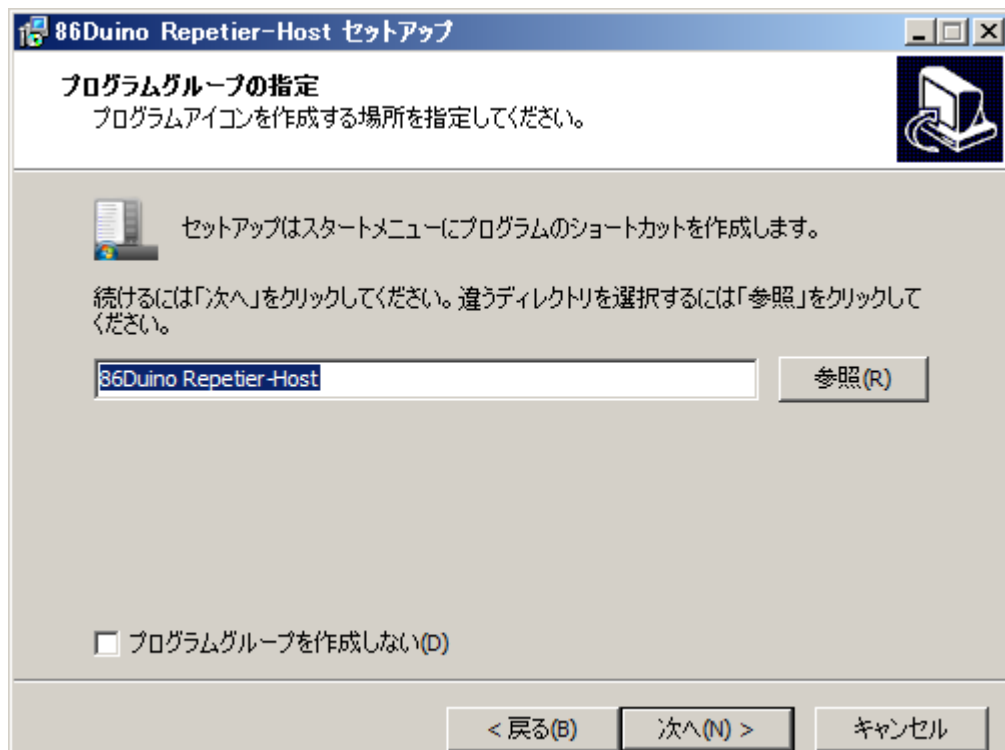 86Duino Repetier-Host セットアップ
プログラムグループの指定
プログラムアイコンを作成する場所を指定してください。
セットアップはスタートメニューにプログラムのショートカットを作成します。
続けるには「次へ」をクリックしてください。違うディレクトリを選択するには「参照」をクリックして
ください。
86Duino Repetier-Host
参照(R)
プログラムグループを作成しない(D)
< 戻る(B)
次へ(N) >
キャンセル